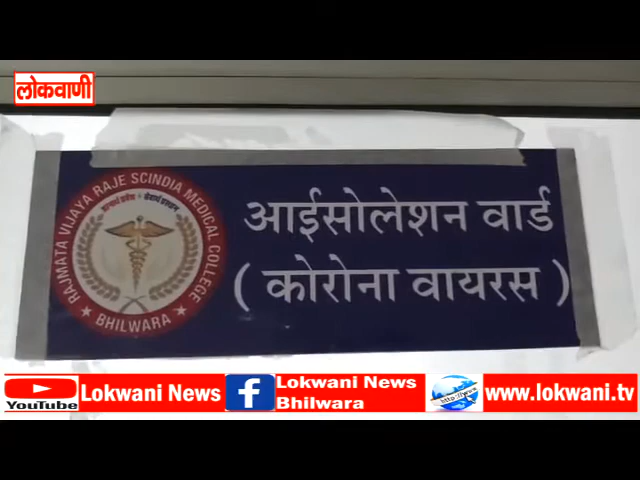 लोकवाणी
RAJMATA VIJAYA RAJE SCINDIA MEDICAL COLLEGE
★ BHILWARA ★
आईसोलेशन वार्ड
( कोरोना वायरस )
YouTube Lokwani News
Lokwani News
Bhilwara
www.lokwani.tv